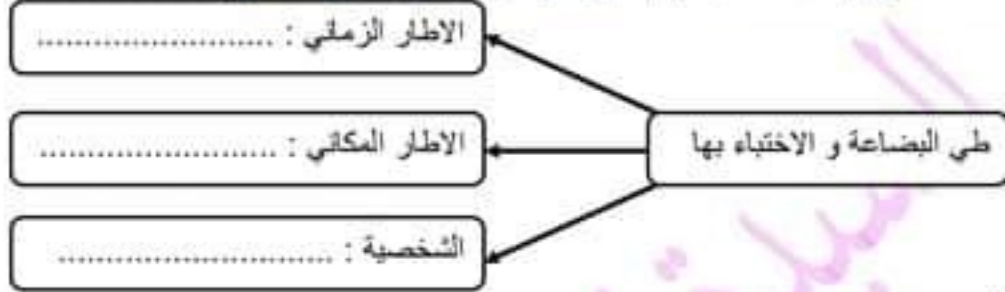 الاطار الزماني : ........................
طي البضاعة و الاختباء بها
الاطار المكاني : ........................
الشخصية : ............................